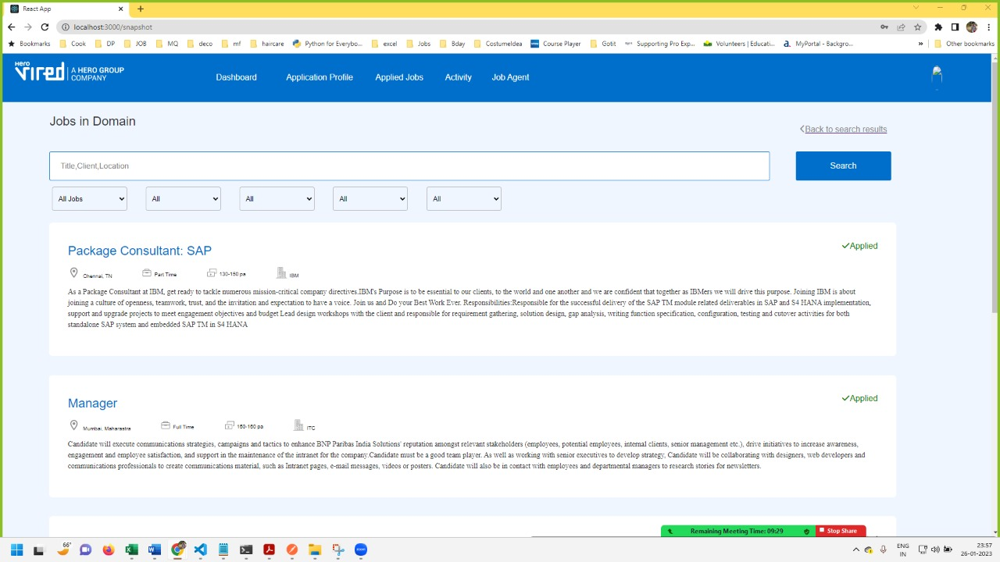 React App
localhost:3000/snapshot
Bookmarks Cook DP JOB MQ deco mf haircare Python for Everybo... excel Jobs Bday CostumeIdea Course Player Gotit Supporting Pro Exp... Volunteers | Educati... MyPortal - Backgro... » Other bookmarks
Hero
vired A HERO GROUP
COMPANY
Dashboard Application Profile Applied Jobs Activity Job Agent
Jobs in Domain
Back to search results
Title,Client,Location
Search
All Jobs All All All All
Package Consultant: SAP
Applied
Chennai, TN Part Time 130-150 pa IBM
As a Package Consultant at IBM, get ready to tackle numerous mission-critical company directives.IBM's Purpose is to be essential to our clients, to the world and one another and we are confident that together as IBMers we will drive this purpose. Joining IBM is about
joining a culture of openness, teamwork, trust, and the invitation and expectation to have a voice. Join us and Do your Best Work Ever. Responsibilities:Responsible for the successful delivery of the SAP TM module related deliverables in SAP and S4 HANA implementation,
support and upgrade projects to meet engagement objectives and budget Lead design workshops with the client and responsible for requirement gathering, solution design, gap analysis, writing function specification, configuration, testing and cutover activities for both
standalone SAP system and embedded SAP TM in S4 HANA
Manager
Applied
Mumbai, Maharastra Full Time 160-160 pa ITC
Candidate will execute communications strategies, campaigns and tactics to enhance BNP Paribas India Solutions' reputation amongst relevant stakeholders (employees, potential employees, internal clients, senior management etc.), drive initiatives to increase awareness,
engagement and employee satisfaction, and support in the maintenance of the intranet for the company.Candidate must be a good team player. As well as working with senior executives to develop strategy, Candidate will be collaborating with designers, web developers and
communications professionals to create communications material, such as Intranet pages, e-mail messages, videos or posters. Candidate will also be in contact with employees and departmental managers to research stories for newsletters.
Remaining Meeting Time: 09:29 Stop Share
66°
zoom
ENG
IN
23:57
26-01-2023